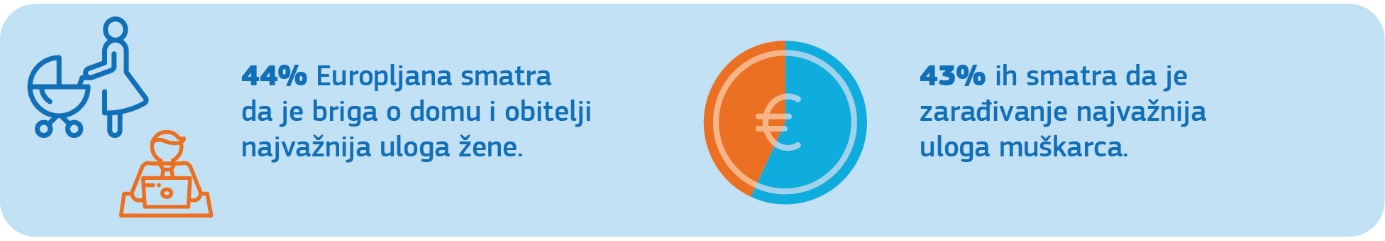 44% Europljana smatra
da je briga o domu i obitelji
najvažnija uloga žene.
€
43% ih smatra da je
zarađivanje najvažnija
uloga muškarca.